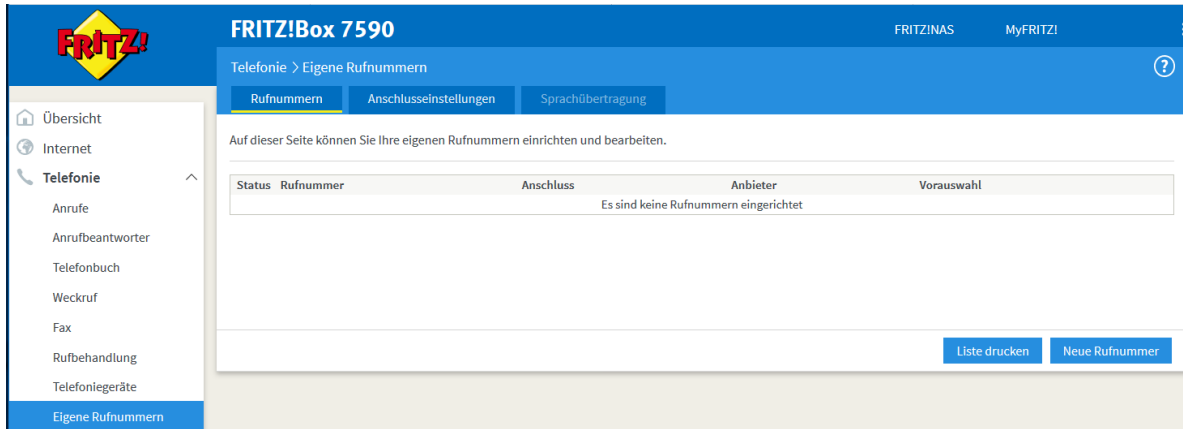 FRITZ!
FRITZ!Box 7590
FRITZ!NAS MyFRITZ!
Telefonie > Eigene Rufnummern ?
Rufnummern Anschlusseinstellungen Sprachübertragung
Übersicht
Internet
Telefonie
Anrufe
Anrufbeantworter
Telefonbuch
Weckruf
Fax
Rufbehandlung
Telefoniegeräte
Eigene Rufnummern
Auf dieser Seite können Sie Ihre eigenen Rufnummern einrichten und bearbeiten.
Status Rufnummer Anschluss Anbieter Vorauswahl
Es sind keine Rufnummern eingerichtet
Liste drucken Neue Rufnummer